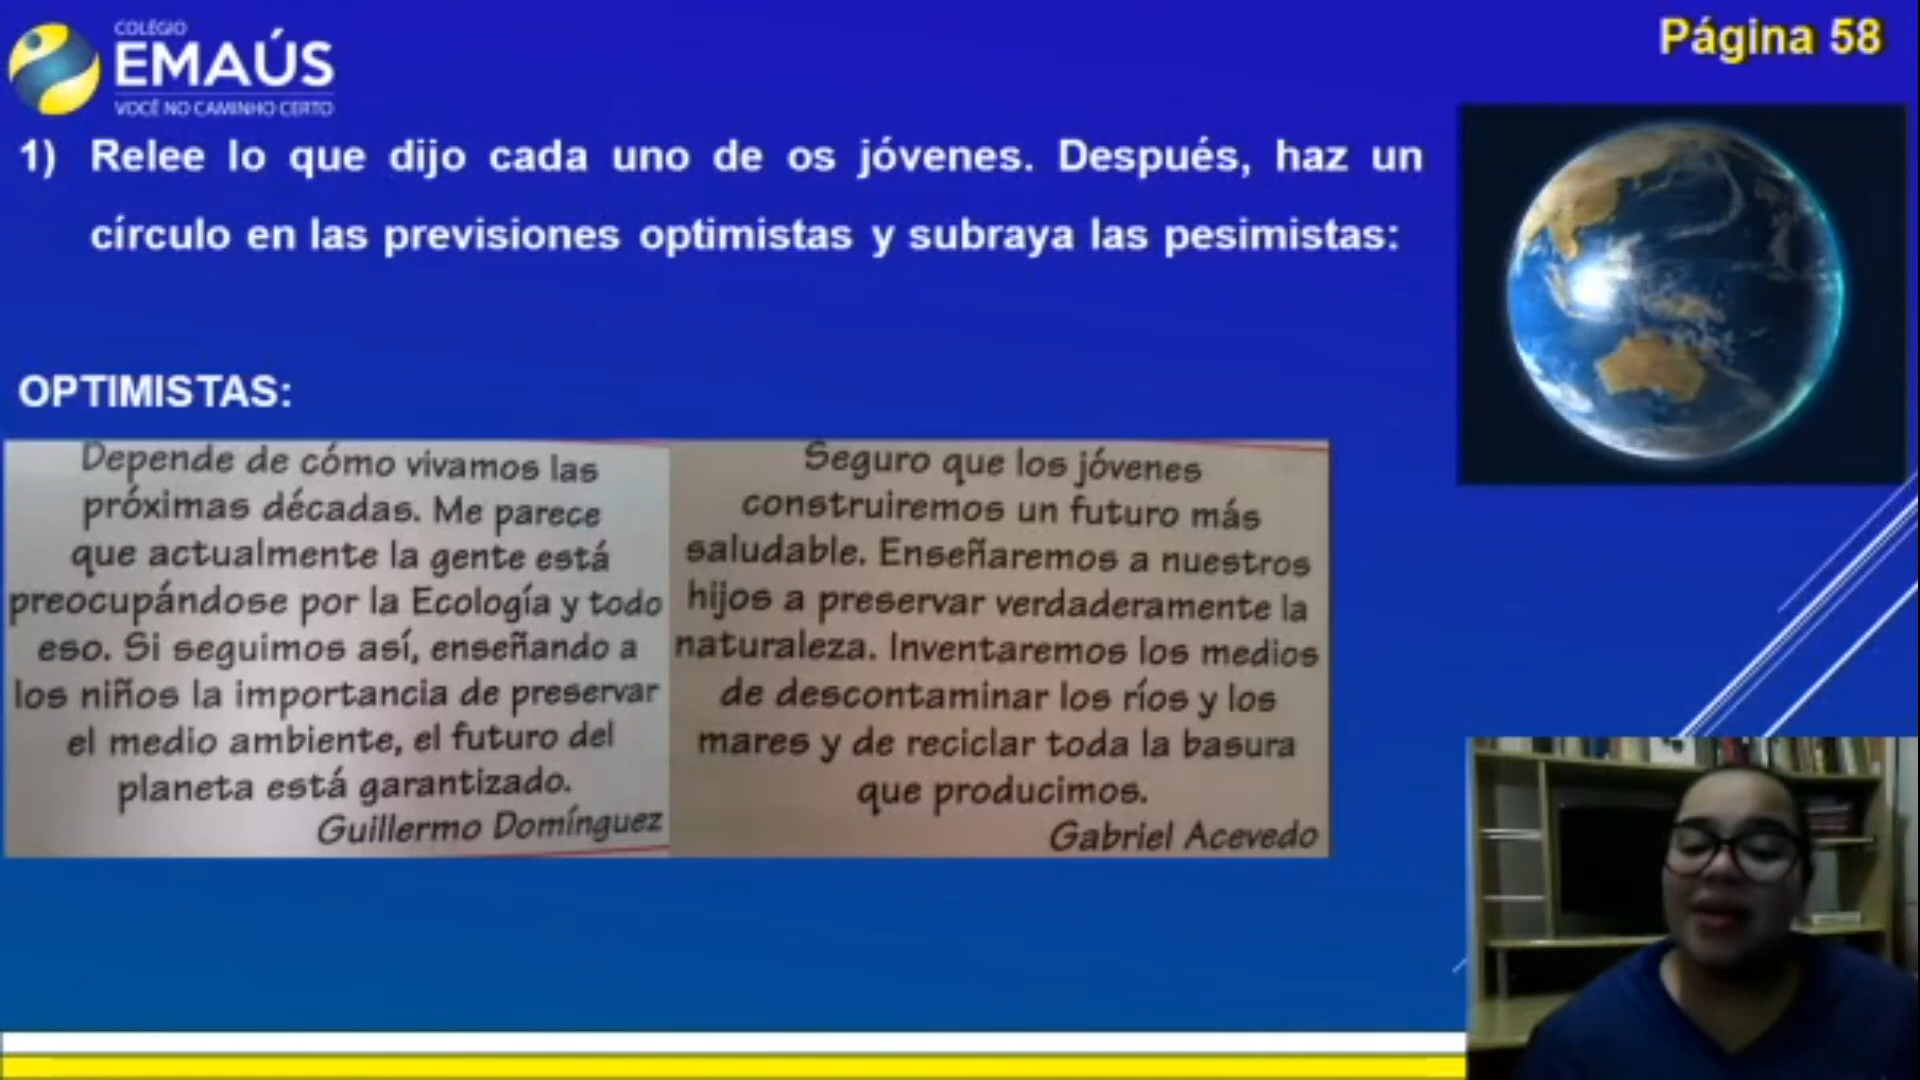 COLÉGIO
EMAÚS
VOCÊ NO CAMINHO CERTO
Página 58
1) Relee lo que dijo cada uno de os jóvenes. Después, haz un
círculo en las previsiones optimistas y subraya las pesimistas:
OPTIMISTAS:
Depende de cómo vivamos las
próximas décadas. Me parece
que actualmente la gente está
preocupándose por la Ecología y todo
eso. Si seguimos así, enseñando a
los niños la importancia de preservar
el medio ambiente, el futuro del
planeta está garantizado.
Guillermo Domínguez
Seguro que los jóvenes
construiremos un futuro más
saludable. Enseñaremos a nuestros
hijos a preservar verdaderamente la
naturaleza. Inventaremos los medios
de descontaminar los ríos y los
mares y de reciclar toda la basura
que producimos.
Gabriel Acevedo